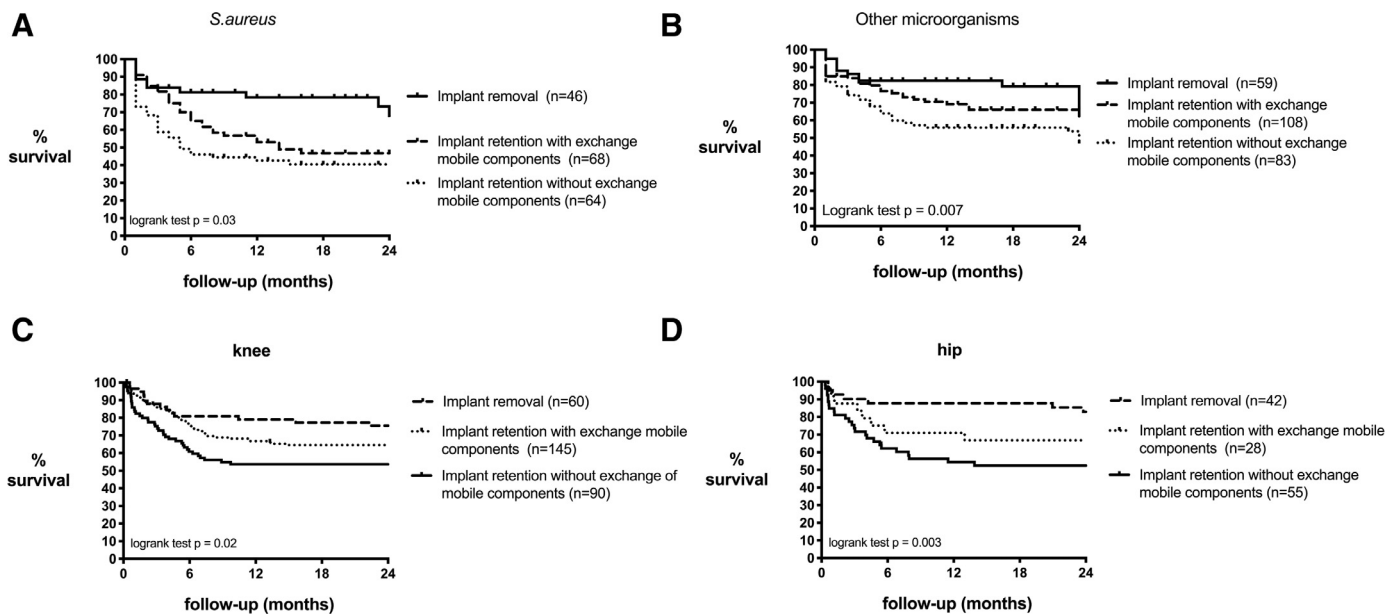 A
S.aureus
100
90
80
70
60
50
40
30
20
10
0
%
survival
logrank test p = 0.03
0 6 12 18 24
follow-up (months)
Implant removal (n=46)
Implant retention with exchange
mobile components (n=68)
Implant retention without exchange
mobile components (n=64)
B
Other microorganisms
100
90
80
70
60
50
40
30
20
10
0
%
survival
Logrank test p = 0.007
0 6 12 18 24
follow-up (months)
Implant removal (n=59)
Implant retention with exchange
mobile components (n=108)
Implant retention without exchange
mobile components (n=83)
C
knee
100
90
80
70
60
50
40
30
20
10
0
%
survival
logrank test p = 0.02
0 6 12 18 24
follow-up (months)
Implant removal (n=60)
Implant retention with exchange mobile
components (n=145)
Implant retention without exchange of
mobile components (n=90)
D
hip
100
90
80
70
60
50
40
30
20
10
0
%
survival
logrank test p = 0.003
0 6 12 18 24
follow-up (months)
Implant removal (n=42)
Implant retention with exchange mobile
components (n=28)
Implant retention without exchange
mobile components (n=55)